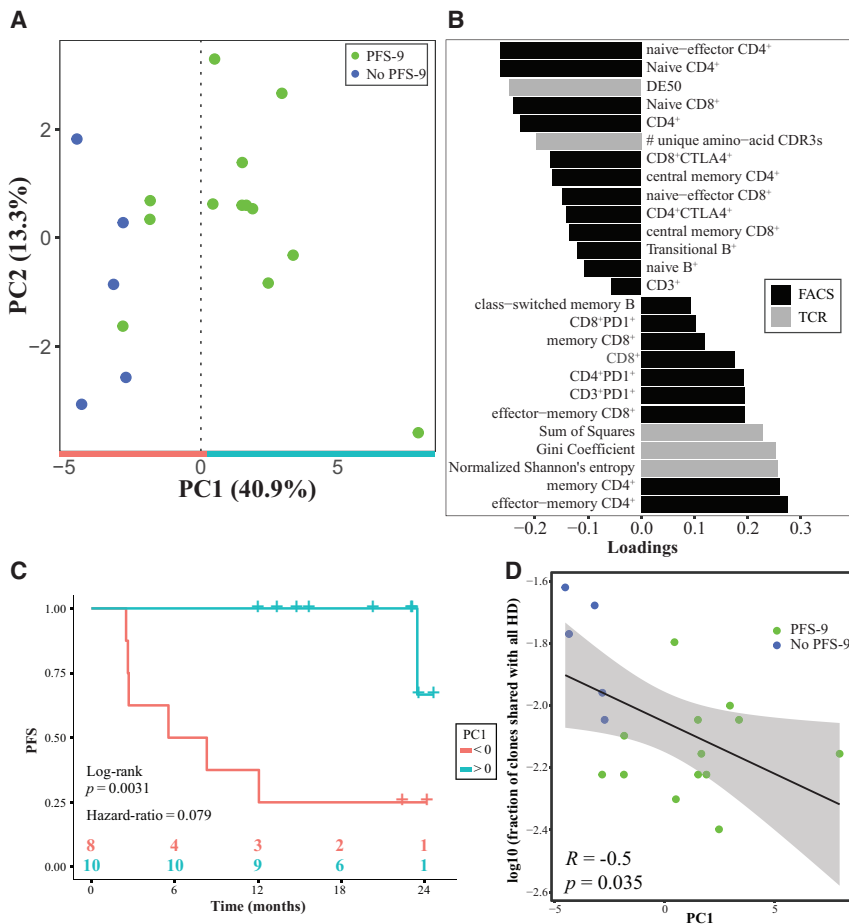 A
PFS-9
No PFS-9
2
0
−2
−5
0
5
PC2 (13.3%)
PC1 (40.9%)
B
naive−effector CD4+
Naive CD4+
DE50
Naive CD8+
CD4+
# unique amino−acid CDR3s
CD8+CTLA4+
central memory CD4+
naive−effector CD8+
CD4+CTLA4+
central memory CD8+
Transitional B+
naive B+
CD3+
class−switched memory B
CD8+PD1+
memory CD8+
CD8+
CD4+PD1+
CD3+PD1+
effector−memory CD8+
Sum of Squares
Gini Coefficient
Normalized Shannon's entropy
memory CD4+
effector−memory CD4+
FACS
TCR
−0.2 −0.1 0.0 0.1 0.2 0.3
Loadings
C
1.00
0.75
0.50
0.25
0.00
PFS
Log-rank
p = 0.0031
Hazard-ratio = 0.079
8 4 3 2 1
10 10 9 6 1
0 6 12 18 24
Time (months)
PC1
< 0
> 0
D
−1.6
−1.8
−2.0
−2.2
−2.4
−2.6
log10 (fraction of clones shared with all HD)
PFS-9
No PFS-9
R = -0.5
p = 0.035
−5 0 5
PC1